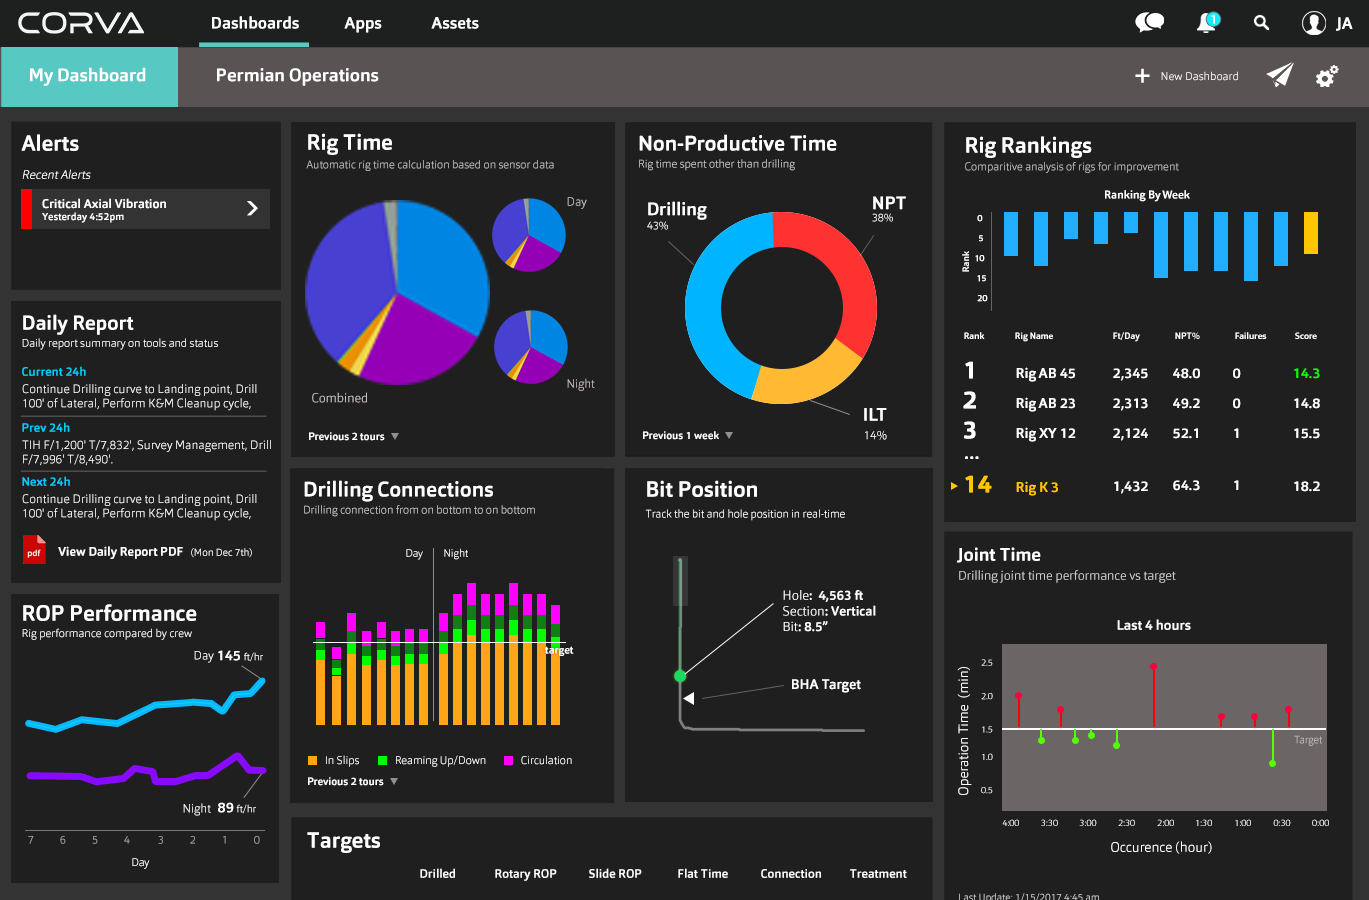 CORVA
Dashboards
Apps
Assets
1
JA
My Dashboard
Permian Operations
New Dashboard
Alerts
Recent Alerts
Critical Axial Vibration
Yesterday 4:52pm
Daily Report
Daily report summary on tools and status
Current 24h
Continue Drilling curve to Landing point, Drill
100' of Lateral, Perform K&M Cleanup cycle,
Prev 24h
TIH F/1,200' T/7,832', Survey Management, Drill
F/7,996' T/8,490'.
Next 24h
Continue Drilling curve to Landing point, Drill
100' of Lateral, Perform K&M Cleanup cycle,
pdf
View Daily Report PDF (Mon Dec 7th)
ROP Performance
Rig performance compared by crew
Day 145 ft/hr
Night 89 ft/hr
7 6 5 4 3 2 1 0
Day
Rig Time
Automatic rig time calculation based on sensor data
Day
Night
Combined
Previous 2 tours
Non-Productive Time
Rig time spent other than drilling
Drilling
43%
NPT
38%
ILT
14%
Previous 1 week
Drilling Connections
Drilling connection from on bottom to on bottom
Day Night
target
In Slips Reaming Up/Down Circulation
Previous 2 tours
Bit Position
Track the bit and hole position in real-time
Hole: 4,563 ft
Section: Vertical
Bit: 8.5”
BHA Target
Targets
Drilled Rotary ROP Slide ROP Flat Time Connection Treatment
Rig Rankings
Comparitive analysis of rigs for improvement
Ranking By Week
Rank
0
5
10
15
20
Rank Rig Name Ft/Day NPT% Failures Score
1 Rig AB 45 2,345 48.0 0 14.3
2 Rig AB 23 2,313 49.2 0 14.8
3 Rig XY 12 2,124 52.1 1 15.5
...
14 Rig K 3 1,432 64.3 1 18.2
Joint Time
Drilling joint time performance vs target
Last 4 hours
Operation Time (min)
2.5
2.0
1.5
1.0
0.5
Target
4:00 3:30 3:00 2:30 2:00 1:30 1:00 0:30 0:00
Occurence (hour)
Last Update: 1/15/2017 4:45 am